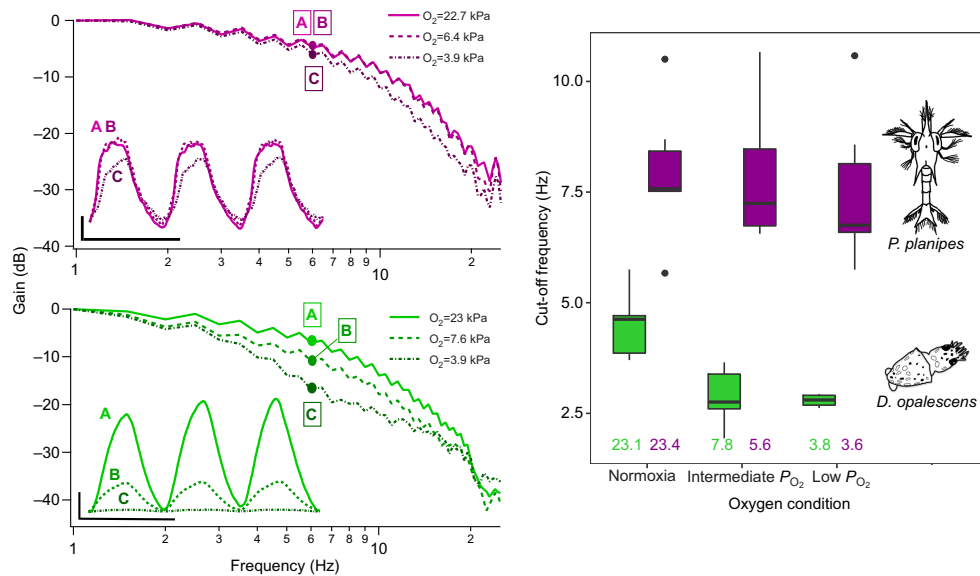 0
–10
–20
–30
–40
Gain (dB)
O2=22.7 kPa
O2=6.4 kPa
O2=3.9 kPa
A B
C
A B
C
1 2 3 4 5 6 7 8 9 10 20
0
–10
–20
–30
–40
O2=23 kPa
O2=7.6 kPa
O2=3.9 kPa
A
B
C
A
B
C
1 2 3 4 5 6 7 8 9 10 20
Frequency (Hz)
Cut-off frequency (Hz)
10.0
7.5
5.0
2.5
P. planipes
D. opalescens
23.1 23.4 7.8 5.6 3.8 3.6
Normoxia Intermediate PO2 Low PO2
Oxygen condition